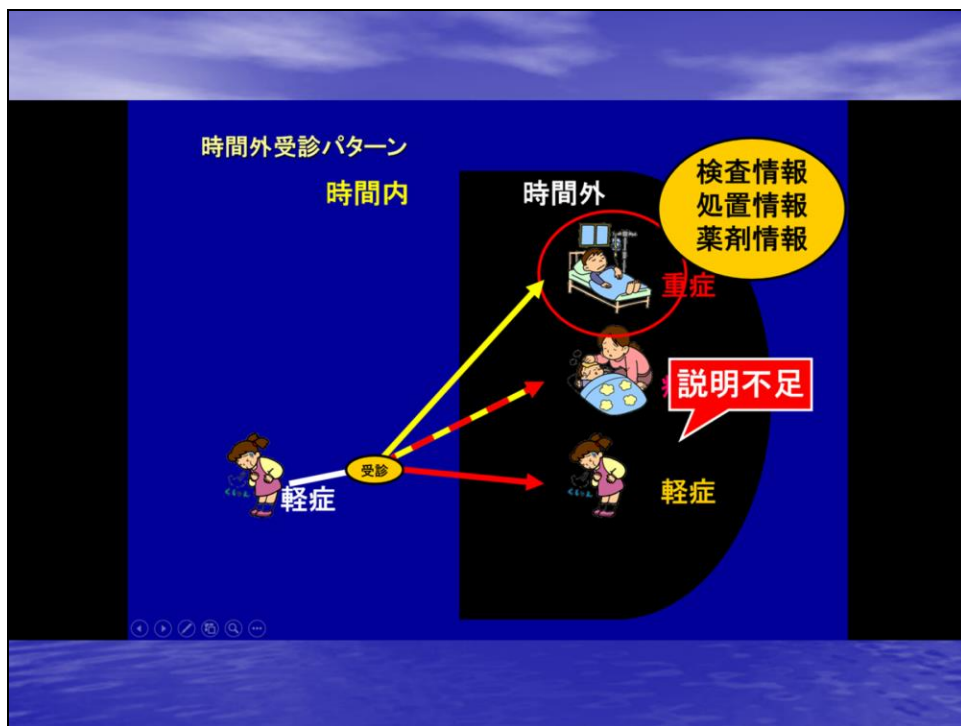 時間外受診パターン
時間内
時間外
検査情報
処置情報
薬剤情報
重症
説明不足
受診
軽症
軽症